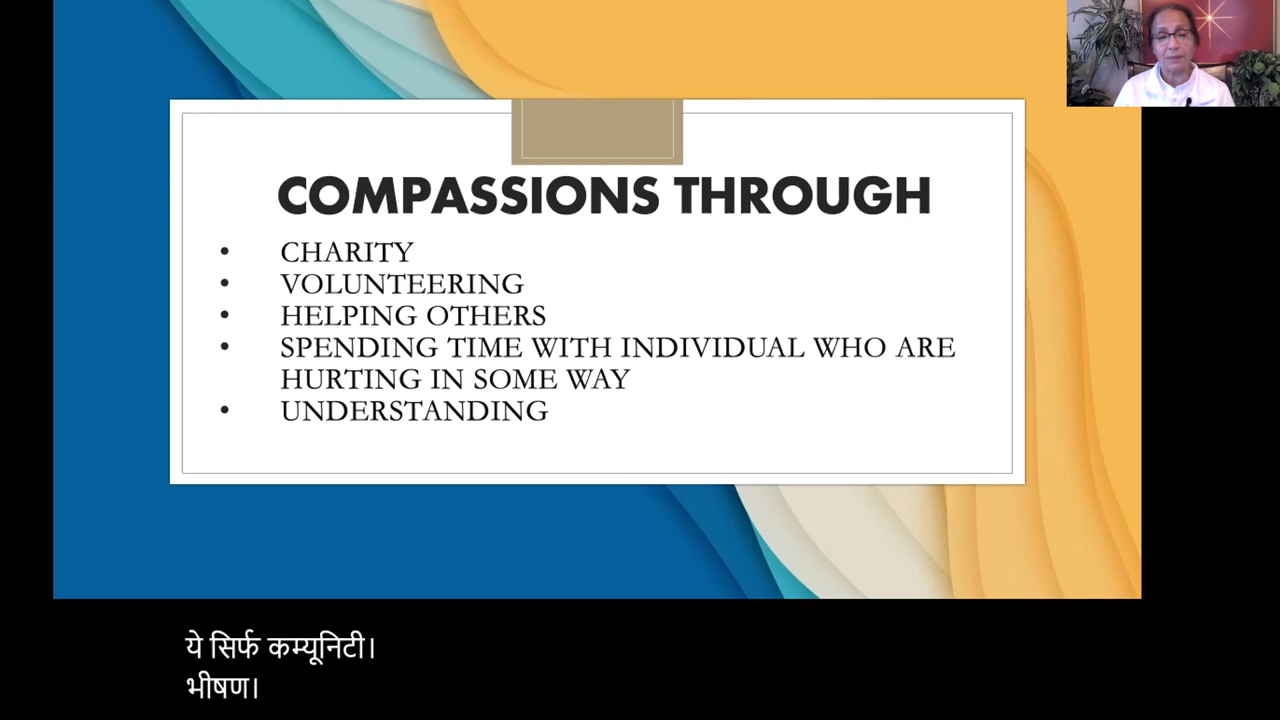 COMPASSIONS THROUGH
• CHARITY
• VOLUNTEERING
• HELPING OTHERS
• SPENDING TIME WITH INDIVIDUAL WHO ARE
HURTING IN SOME WAY
• UNDERSTANDING
ये सिर्फ कम्यूनिटी।
भीषण।